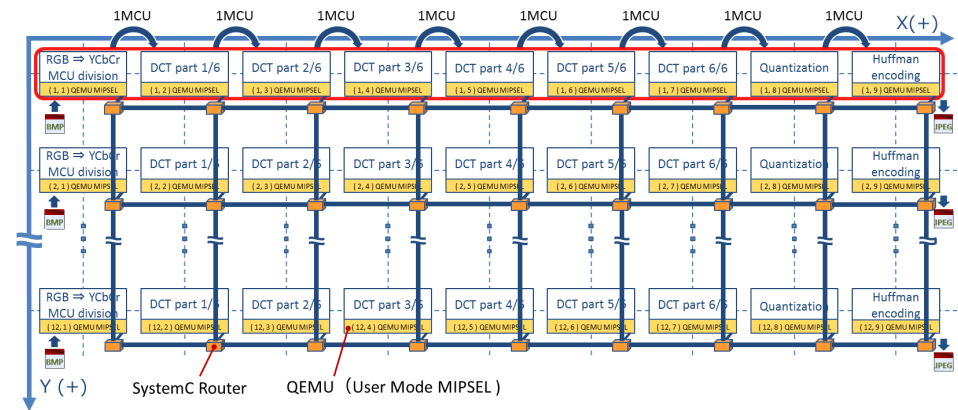 1MCU 1MCU 1MCU 1MCU 1MCU 1MCU 1MCU 1MCU
X(+)
RGB ⇒ YCbCr
MCU division
(1, 1) QEMU MIPSEL
DCT part 1/6
(1, 2) QEMU MIPSEL
DCT part 2/6
(1, 3) QEMU MIPSEL
DCT part 3/6
(1, 4) QEMU MIPSEL
DCT part 4/6
(1, 5) QEMU MIPSEL
DCT part 5/6
(1, 6) QEMU MIPSEL
DCT part 6/6
(1, 7) QEMU MIPSEL
Quantization
(1, 8) QEMU MIPSEL
Huffman
encoding
(1, 9) QEMU MIPSEL
BMP
JPEG
RGB ⇒ YCbCr
MCU division
(2, 1) QEMU MIPSEL
DCT part 1/6
(2, 2) QEMU MIPSEL
DCT part 2/6
(2, 3) QEMU MIPSEL
DCT part 3/6
(2, 4) QEMU MIPSEL
DCT part 4/6
(2, 5) QEMU MIPSEL
DCT part 5/6
(2, 6) QEMU MIPSEL
DCT part 6/6
(2, 7) QEMU MIPSEL
Quantization
(2, 8) QEMU MIPSEL
Huffman
encoding
(2, 9) QEMU MIPSEL
BMP
JPEG
RGB ⇒ YCbCr
MCU division
(12, 1) QEMU MIPSEL
DCT part 1/6
(12, 2) QEMU MIPSEL
DCT part 2/6
(12, 3) QEMU MIPSEL
DCT part 3/6
(12, 4) QEMU MIPSEL
DCT part 4/6
(12, 5) QEMU MIPSEL
DCT part 5/6
(12, 6) QEMU MIPSEL
DCT part 6/6
(12, 7) QEMU MIPSEL
Quantization
(12, 8) QEMU MIPSEL
Huffman
encoding
(12, 9) QEMU MIPSEL
BMP
JPEG
Y (+)
SystemC Router
QEMU (User Mode MIPSEL )